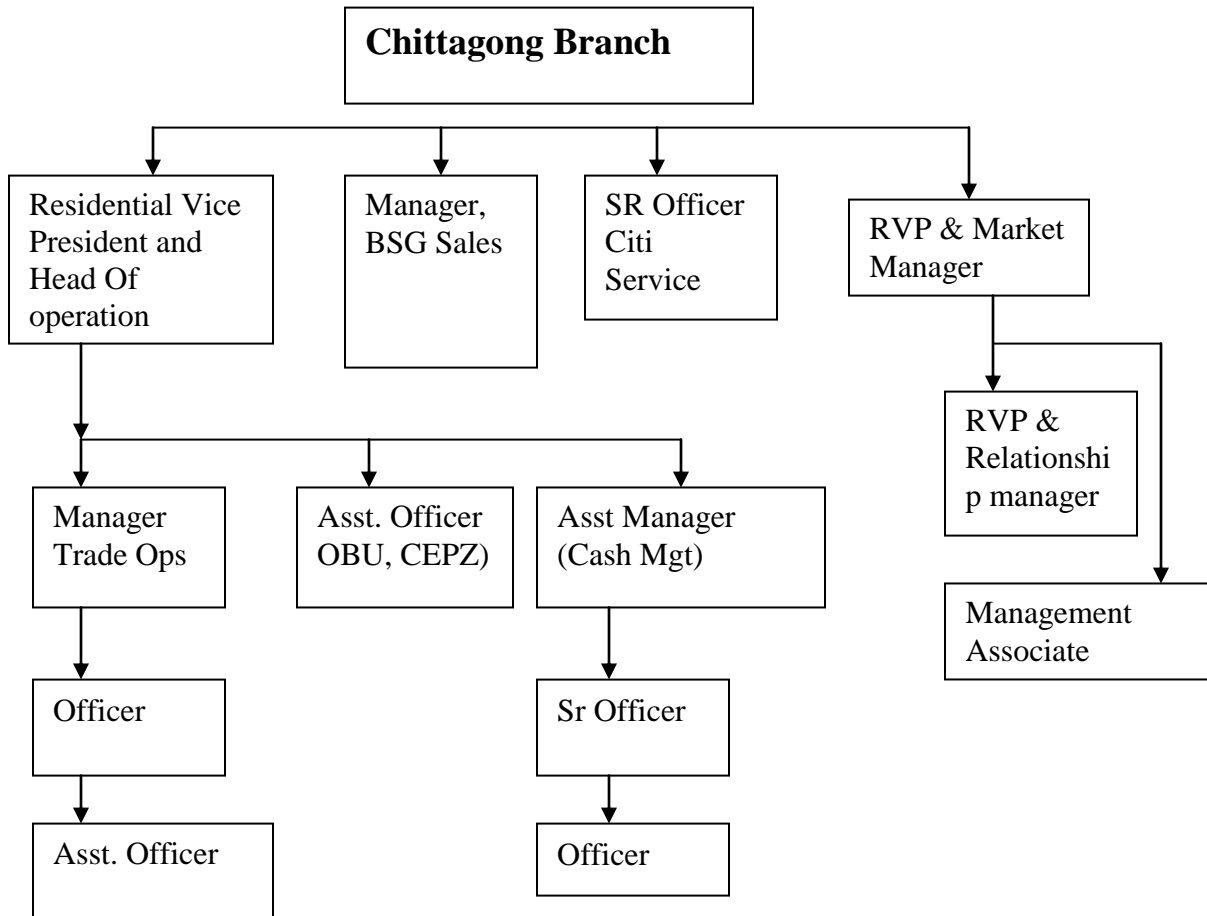 Chittagong Branch
Residential Vice
President and
Head Of
operation
Manager,
BSG Sales
SR Officer
Citi
Service
RVP & Market
Manager
RVP &
Relationshi
p manager
Management
Associate
Manager
Trade Ops
Asst. Officer
OBU, CEPZ)
Asst Manager
(Cash Mgt)
Officer
Sr Officer
Asst. Officer
Officer